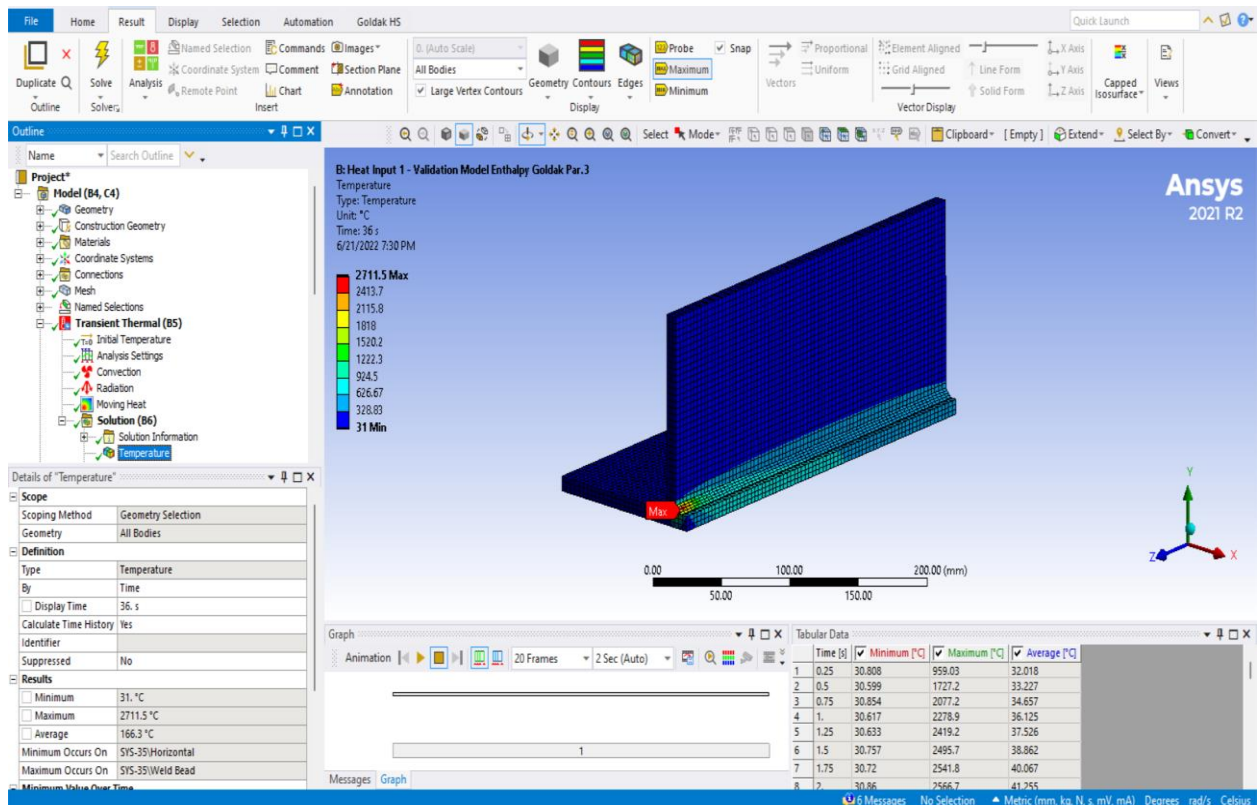 File Home Result Display Selection Automation Goldak HS Quick Launch
Duplicate Q
Outline
Solve
Solver
Analysis
Named Selection
Coordinate System
Remote Point
Commands
Comment
Chart
Images
Section Plane
Annotation
Insert
0. (Auto Scale)
All Bodies
Large Vertex Contours
Geometry Contours Edges
Display
Probe
Maximum
Minimum
Snap
Vectors
Proportional
Uniform
Element Aligned
Grid Aligned
Line Form
Solid Form
X Axis
Y Axis
Z Axis
Vector Display
Capped
Isosurface
Views
Outline
Name Search Outline
Select Mode Clipboard [ Empty ] Extend Select By Convert
Project*
Model (B4, C4)
Geometry
Construction Geometry
Materials
Coordinate Systems
Connections
Mesh
Named Selections
Transient Thermal (B5)
Initial Temperature
Analysis Settings
Convection
Radiation
Moving Heat
Solution (B6)
Solution Information
Temperature
B: Heat Input 1 - Validation Model Enthalpy Goldak Par.3
Temperature
Type: Temperature
Unit: °C
Time: 36 s
6/21/2022 7:30 PM
2711.5 Max
2413.7
2115.8
1818
1520.2
1222.3
924.5
626.67
328.83
31 Min
Ansys
2021 R2
Max
Y
Z X
0.00 100.00 200.00 (mm)
50.00 150.00
Details of "Temperature"
Scope
Scoping Method Geometry Selection
Geometry All Bodies
Definition
Type Temperature
By Time
Display Time 36. s
Calculate Time History Yes
Identifier
Suppressed No
Results
Minimum 31. °C
Maximum 2711.5 °C
Average 166.3 °C
Minimum Occurs On SYS-35\Horizontal
Maximum Occurs On SYS-35\Weld Bead
Minimum Value Over Time
Graph
Animation 20 Frames 2 Sec (Auto)
1
Messages Graph
Tabular Data
Time [s] Minimum [°C] Maximum [°C] Average [°C]
1 0.25 30.808 959.03 32.018
2 0.5 30.599 1727.2 33.227
3 0.75 30.854 2077.2 34.657
4 1. 30.617 2278.9 36.125
5 1.25 30.633 2419.2 37.526
6 1.5 30.757 2495.7 38.862
7 1.75 30.72 2541.8 40.067
8 2. 30.86 2566.7 41.255
6 Messages No Selection Metric (mm, kg, N, s, mV, mA) Degrees rad/s Celsius